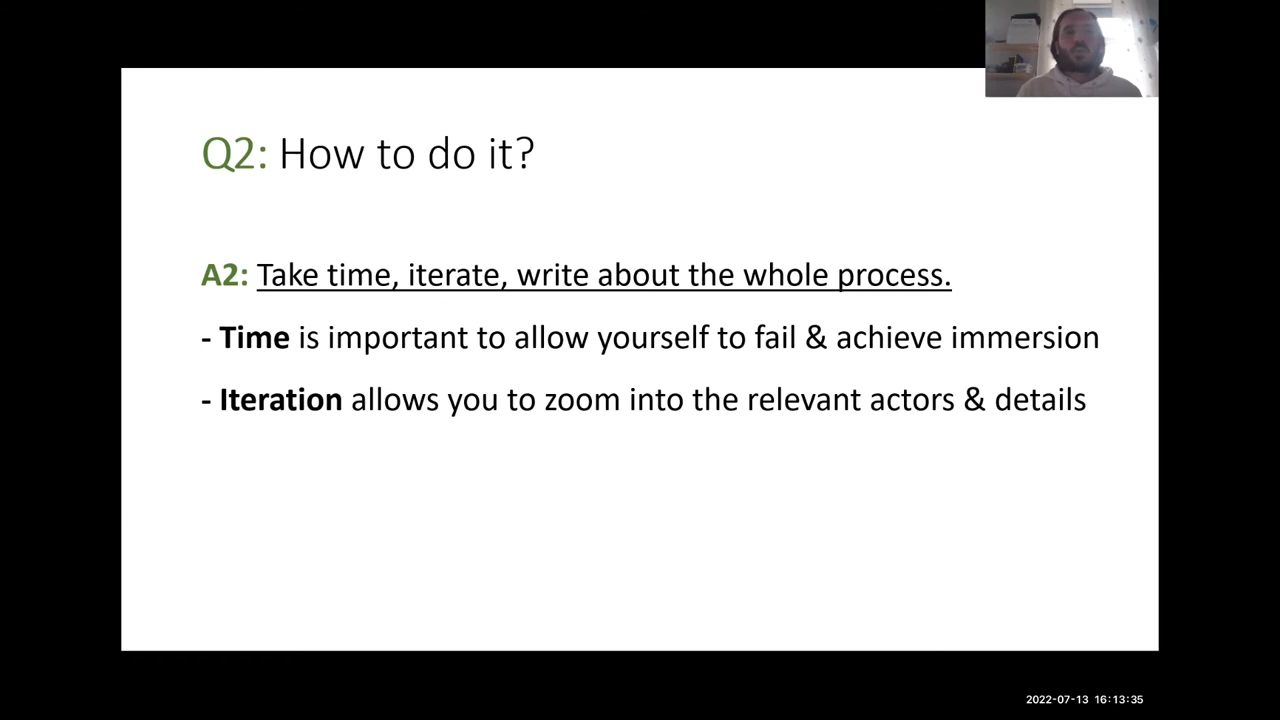 Q2: How to do it?
A2: Take time, iterate, write about the whole process.
- Time is important to allow yourself to fail & achieve immersion
- Iteration allows you to zoom into the relevant actors & details
2022-07-13 16:13:35